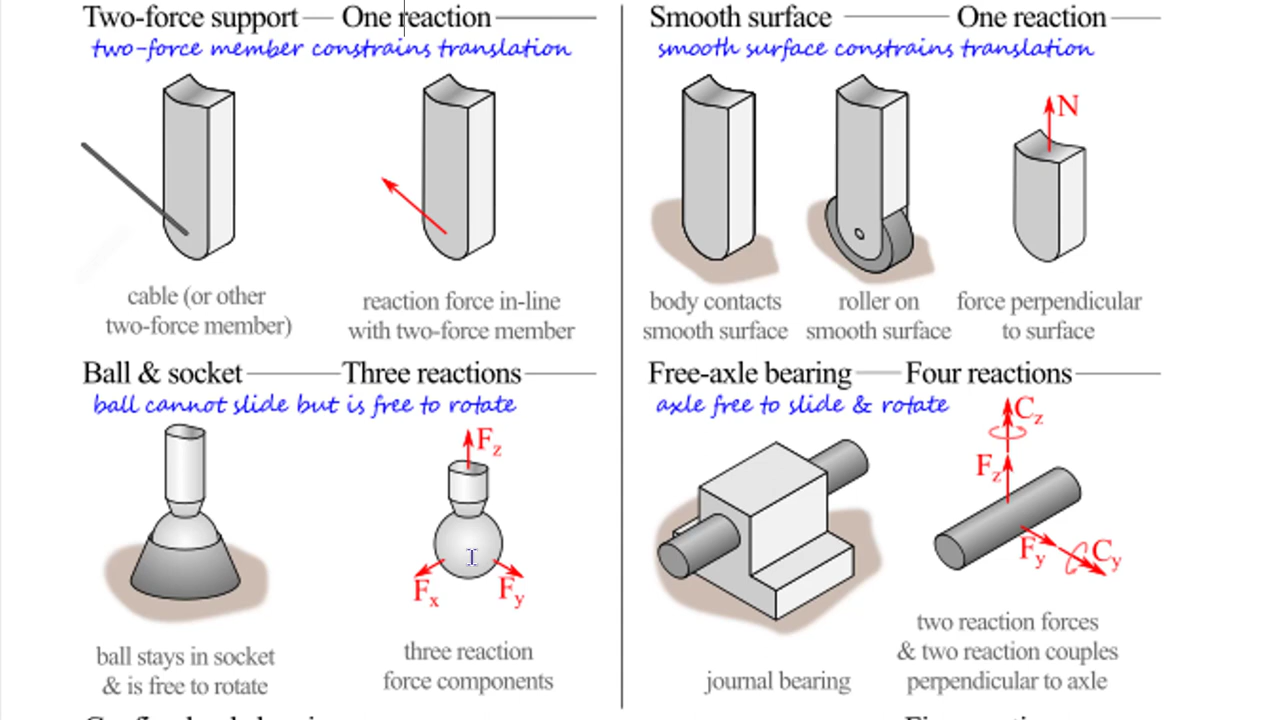 Two-force support One reaction
two-force member constrains translation
cable (or other
two-force member)
reaction force in-line
with two-force member
Smooth surface One reaction
smooth surface constrains translation
N
body contacts
smooth surface
roller on
smooth surface
force perpendicular
to surface
Ball & socket Three reactions
ball cannot slide but is free to rotate
Fz
Fx
Fy
ball stays in socket
& is free to rotate
three reaction
force components
Free-axle bearing Four reactions
axle free to slide & rotate
Cz
Fz
Fy
Cy
journal bearing
two reaction forces
& two reaction couples
perpendicular to axle